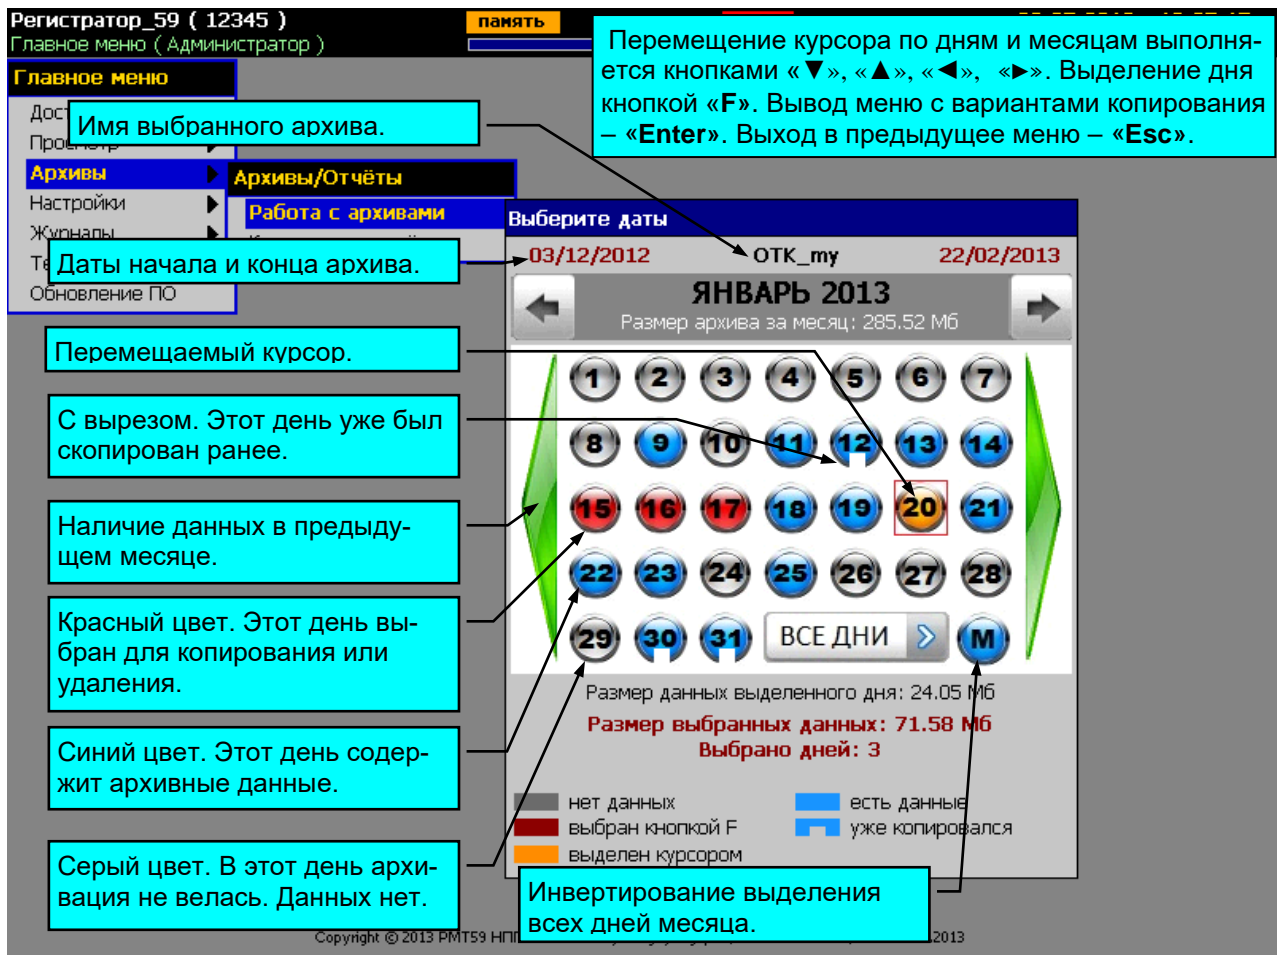 Регистратор_59 ( 12345 )
память
Главное меню ( Администратор )
Перемещение курсора по дням и месяцам выполня-
ется кнопками «▼», «▲», «◄», «►». Выделение дня
кнопкой «F». Вывод меню с вариантами копирования
– «Enter». Выход в предыдущее меню – «Esc».
Главное меню
Имя выбранного архива.
Архивы
Архивы/Отчёты
Настройки
Работа с архивами
Журналы
Обновление ПО
Выберите даты
Даты начала и конца архива.
03/12/2012 OTK_my 22/02/2013
ЯНВАРЬ 2013
Размер архива за месяц: 285.52 Мб
Перемещаемый курсор.
1 2 3 4 5 6 7
С вырезом. Этот день уже был
скопирован ранее.
8 9 10 11 12 13 14
Наличие данных в предыду-
щем месяце.
15 16 17 18 19 20 21
22 23 24 25 26 27 28
Красный цвет. Этот день вы-
бран для копирования или
удаления.
29 30 31 ВСЕ ДНИ М
Размер данных выделенного дня: 24.05 Мб
Размер выбранных данных: 71.58 Мб
Выбрано дней: 3
Синий цвет. Этот день содер-
жит архивные данные.
нет данных есть данные
выбран кнопкой F уже копировался
выделен курсором
Серый цвет. В этот день архи-
вация не велась. Данных нет.
Инвертирование выделения
всех дней месяца.
Copyright © 2013 РМТ59
2013